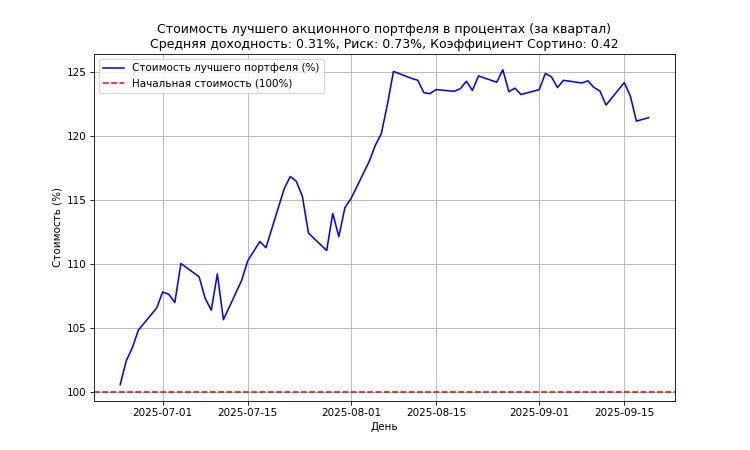 Стоимость лучшего акционного портфеля в процентах (за квартал)
Средняя доходность: 0.31%, Риск: 0.73%, Коэффициент Сортино: 0.42
Стоимость лучшего портфеля (%)
Начальная стоимость (100%)
Стоимость (%)
125
120
115
110
105
100
2025-07-01
2025-07-15
2025-08-01
2025-08-15
2025-09-01
2025-09-15
День